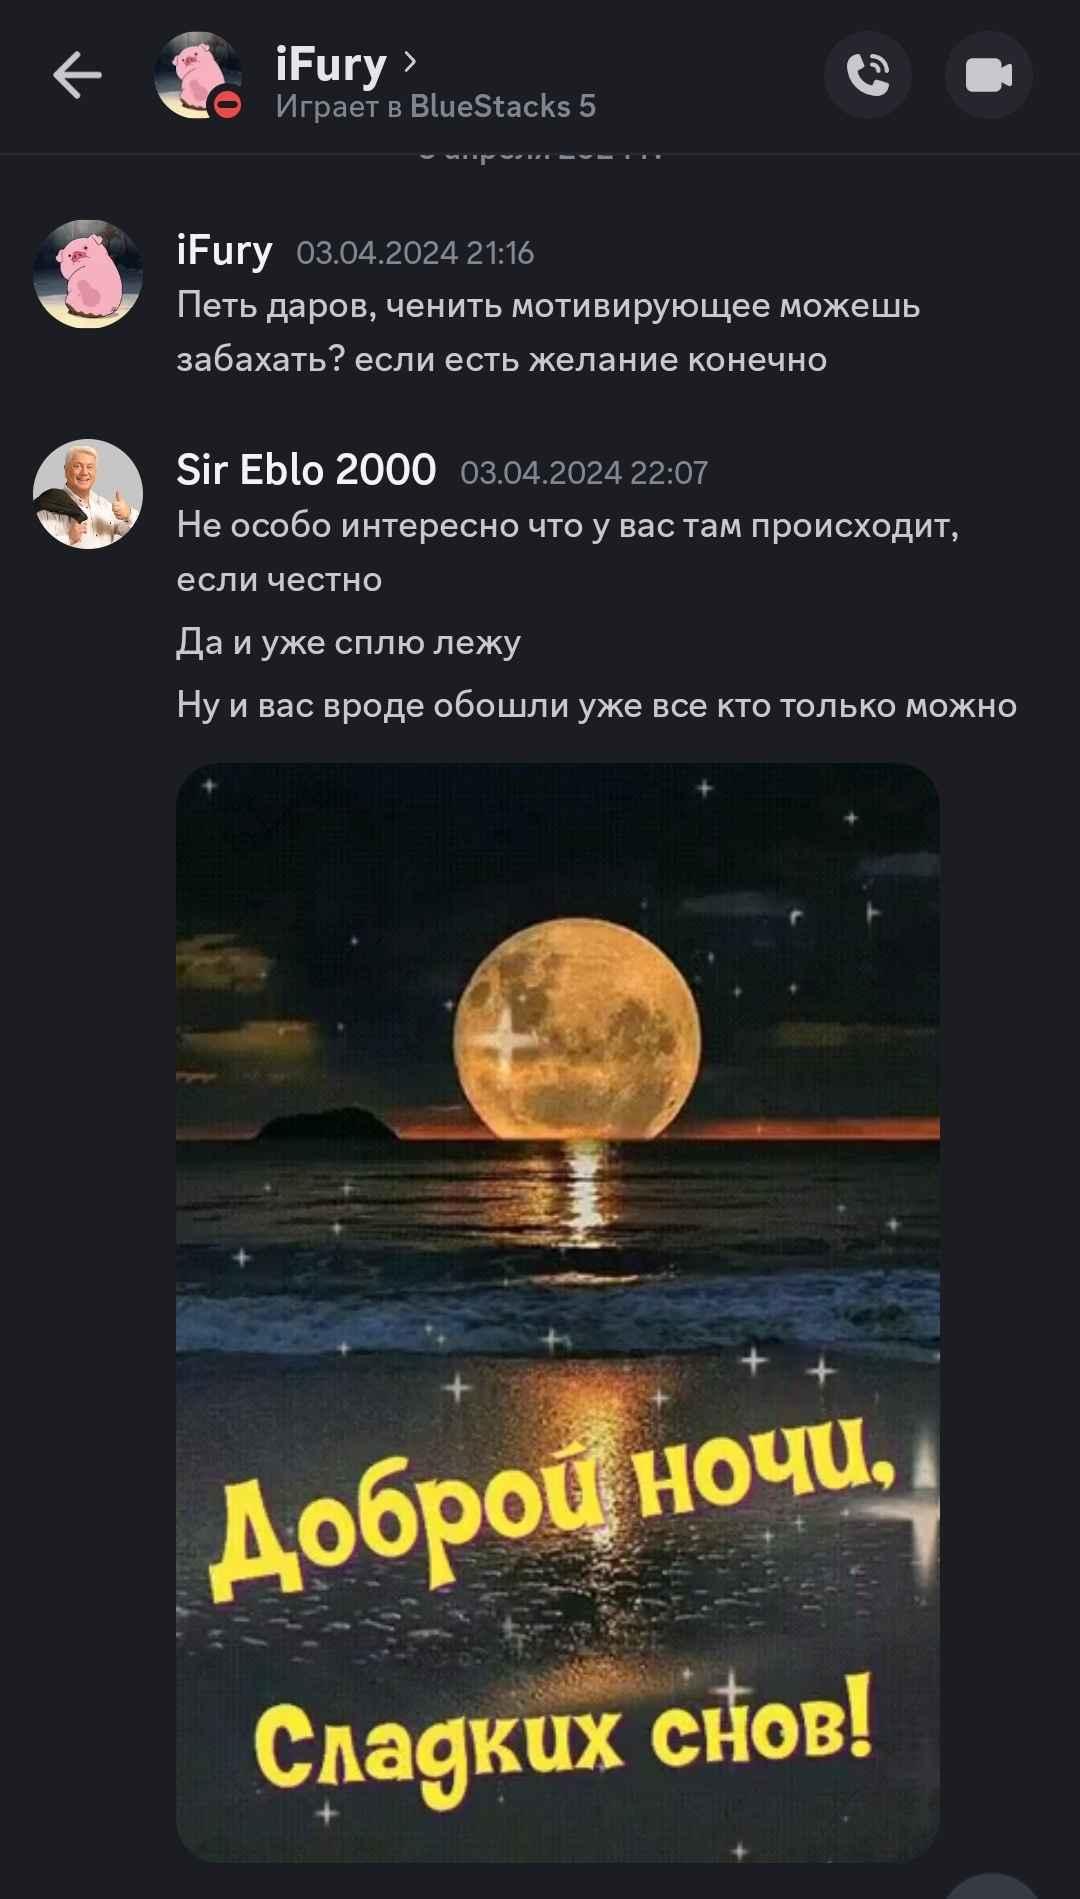 iFury
Играет в BlueStacks 5
iFury 03.04.2024 21:16
Петь даров, ченить мотивирующее можешь
забахать? если есть желание конечно
Sir Eblo 2000 03.04.2024 22:07
Не особо интересно что у вас там происходит,
если честно
Да и уже сплю лежу
Ну и вас вроде обошли уже все кто только можно
Доброй ночи,
Сладких снов!